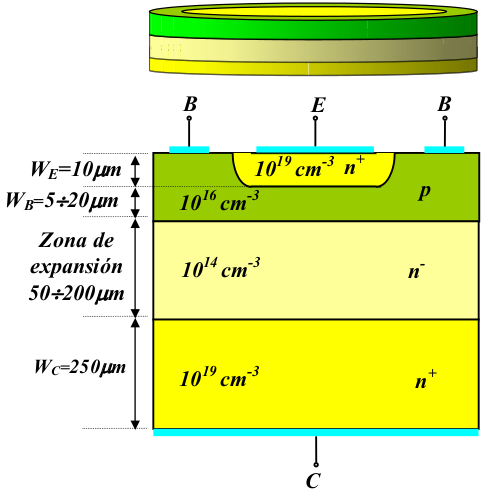 B E B
W_E=10μm
10^19 cm^-3 n^+
W_B=5÷20μm
10^16 cm^-3 p
Zona de
expansión
50÷200μm
10^14 cm^-3 n^-
W_C=250μm
10^19 cm^-3 n^+
C